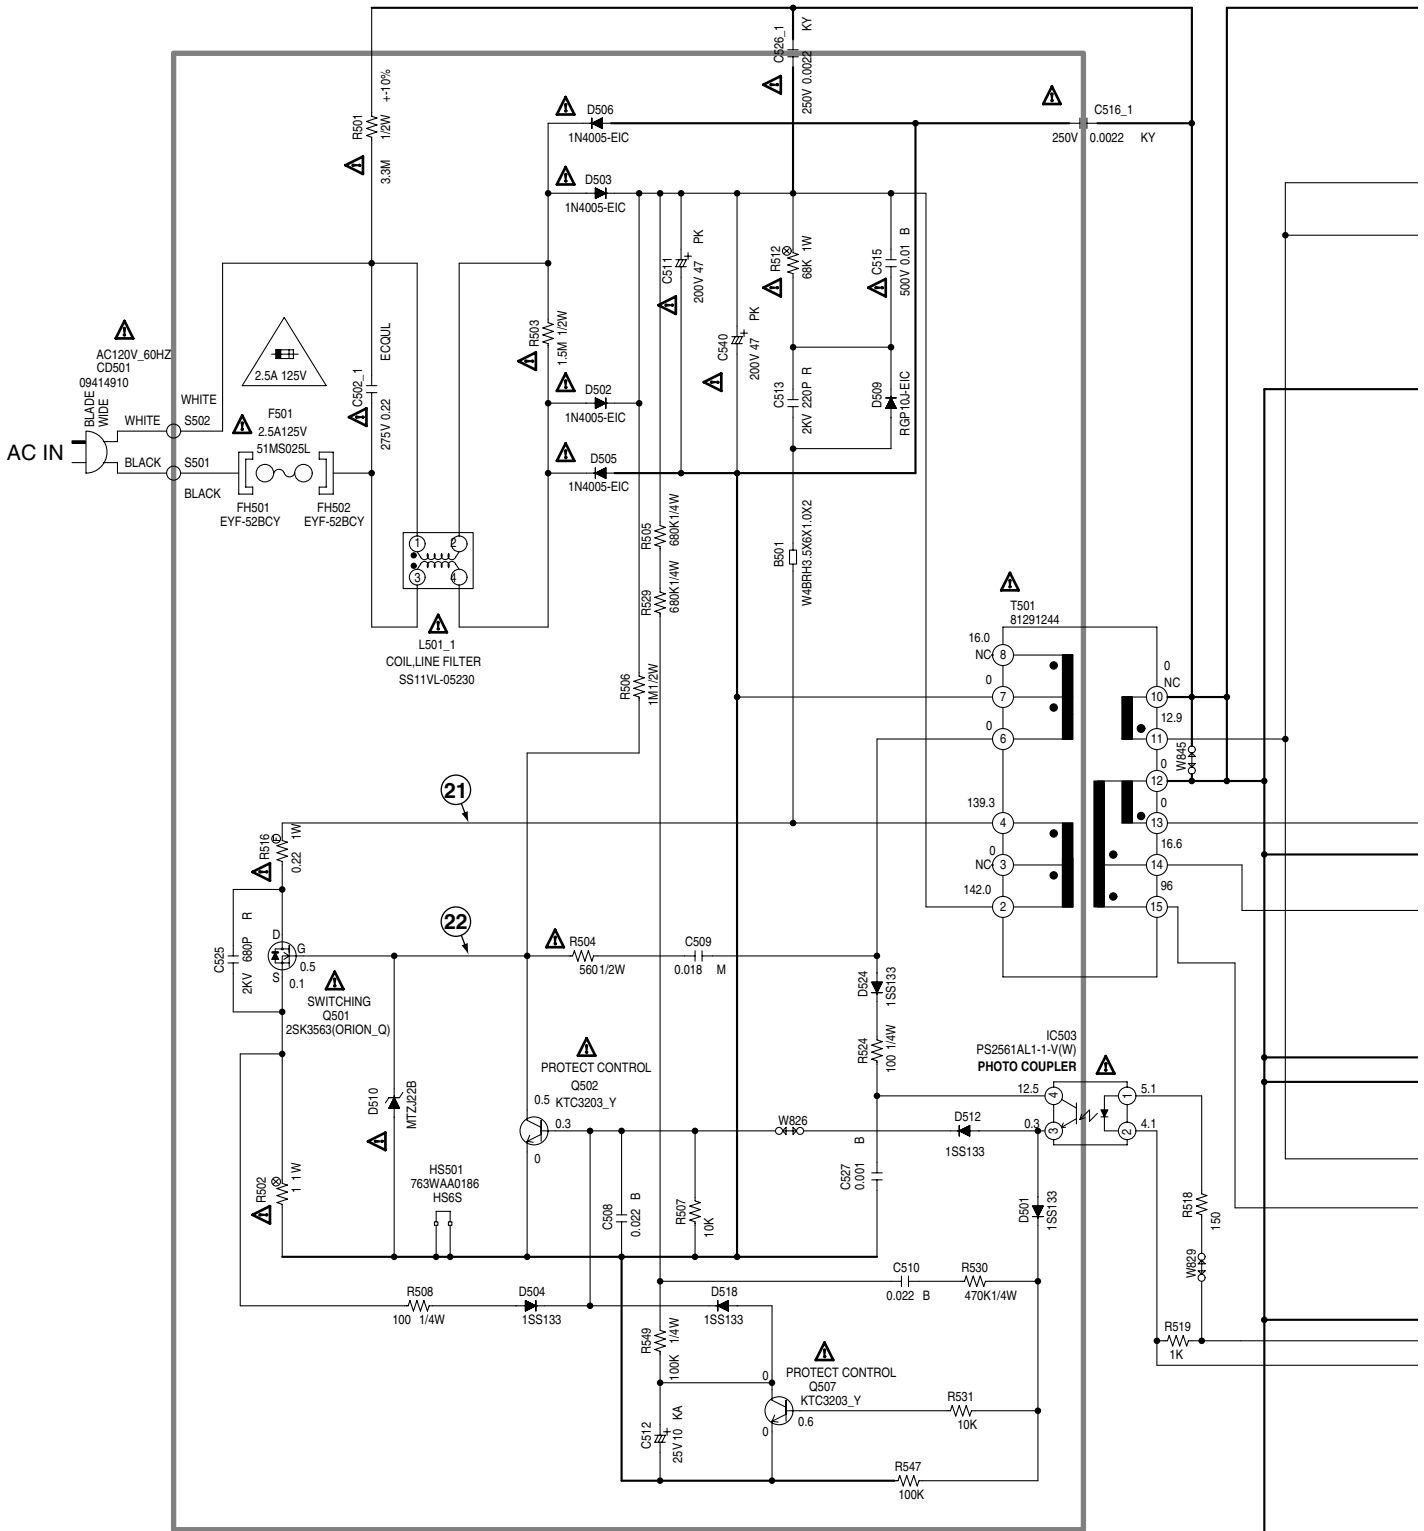 C526_1
KY
250V 0.0022
R501
1/2W +-10%
3.3M
D506
1N4005-EIC
C516_1
250V 0.0022 KY
D503
1N4005-EIC
C511
200V 47 PK
+
C540
200V 47 PK
+
R512
68K 1W
C515
500V 0.01 B
R503
1.5M 1/2W
C513
2KV 220P R
D509
RGP10J-EIC
AC120V_60HZ
CD501
09414910
BLADE
WIDE
2.5A 125V
ECQUL
C502_1
275V 0.22
AC IN
WHITE
WHITE
S502
F501
2.5A125V
51MS025L
BLACK
S501
BLACK
FH501
EYF-52BCY
FH502
EYF-52BCY
D502
1N4005-EIC
D505
1N4005-EIC
1
2
3
4
L501_1
COIL,LINE FILTER
SS11VL-05230
R505
680K1/4W
R529
680K1/4W
R506
1M1/2W
B501
W4BRH3.5X6X1.0X2
T501
81291244
16.0
NC
8
0
7
0
6
139.3
4
0
NC
3
142.0
2
0
NC
10
12.9
11
0
12
0
13
16.6
14
96
15
W845
21
22
R516
0.22 1W
F
C525
2KV 680P R
D
G
S
0.5
0.1
SWITCHING
Q501
2SK3563(ORION_Q)
R504
560 1/2W
C509
0.018 M
D524
1SS133
R524
100 1/4W
IC503
PS2561AL1-1-V(W)
PHOTO COUPLER
12.5
4
1
5.1
0.3
3
2
4.1
PROTECT CONTROL
Q502
KTC3203_Y
0.5
0.3
0
D510
MTZJ22B
W826
D512
1SS133
C527
0.001 B
R502
1 1W
HS501
763WAA0186
HS6S
C508
0.022 B
R507
10K
D501
1SS133
R518
150
W829
C510
0.022 B
R530
470K1/4W
R508
100 1/4W
D504
1SS133
D518
1SS133
R549
100K 1/4W
R519
1K
PROTECT CONTROL
Q507
KTC3203_Y
0
0.6
0
R531
10K
C512
25V10 KA
+
R547
100K